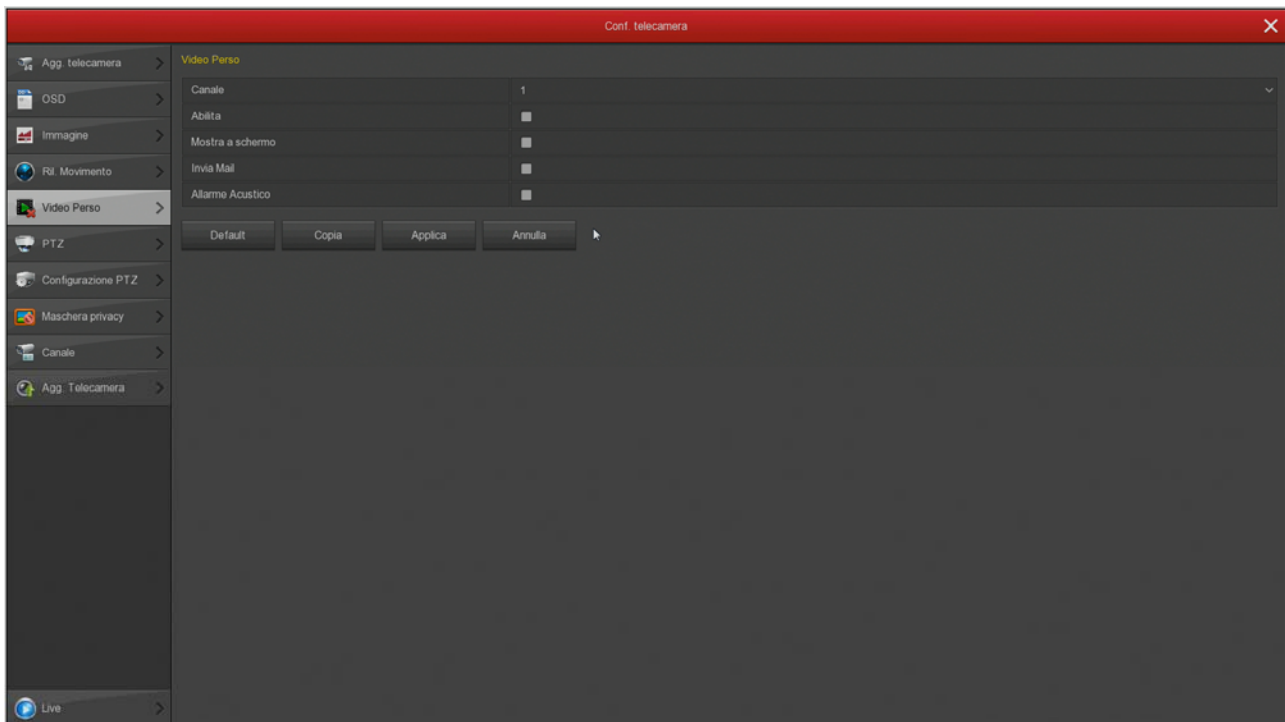 Conf. telecamera
Agg. telecamera
OSD
Immagine
Ril. Movimento
Video Perso
PTZ
Configurazione PTZ
Maschera privacy
Canale
Agg. Telecamera
Live
Video Perso
Canale 1
Abilita
Mostra a schermo
Invia Mail
Allarme Acustico
Default Copia Applica Annulla